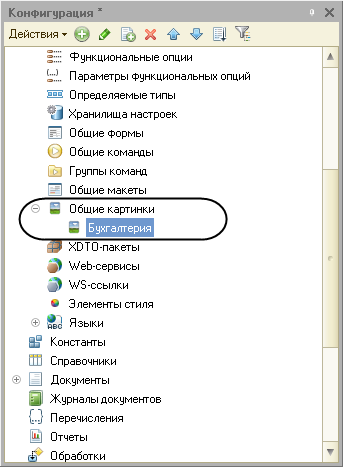 Конфигурация *
Действия
Функциональные опции
Параметры функциональных опций
Определяемые типы
Хранилища настроек
Общие формы
Общие команды
Группы команд
Общие макеты
Общие картинки
Бухгалтерия
XDTO-пакеты
Web-сервисы
WS-ссылки
Элементы стиля
ABC Языки
Константы
Справочники
Документы
Журналы документов
Перечисления
Отчеты
Обработки